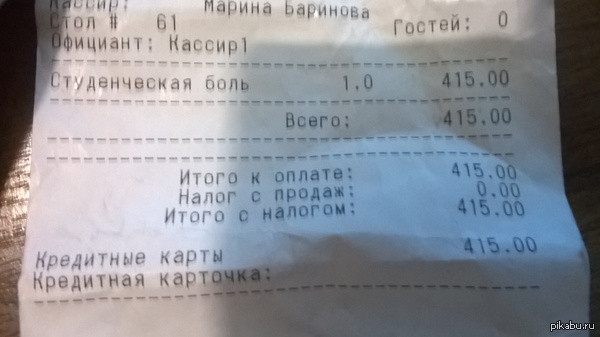 Кассир: Марина Баринова
Стол # 61 Гостей: 0
Официант: Кассир1
Студенческая боль 1.0 415.00
Всего: 415.00
Итого к оплате: 415.00
Налог с продаж: 0.00
Итого с налогом: 415.00
Кредитные карты 415.00
Кредитная карточка:
pikabu.ru